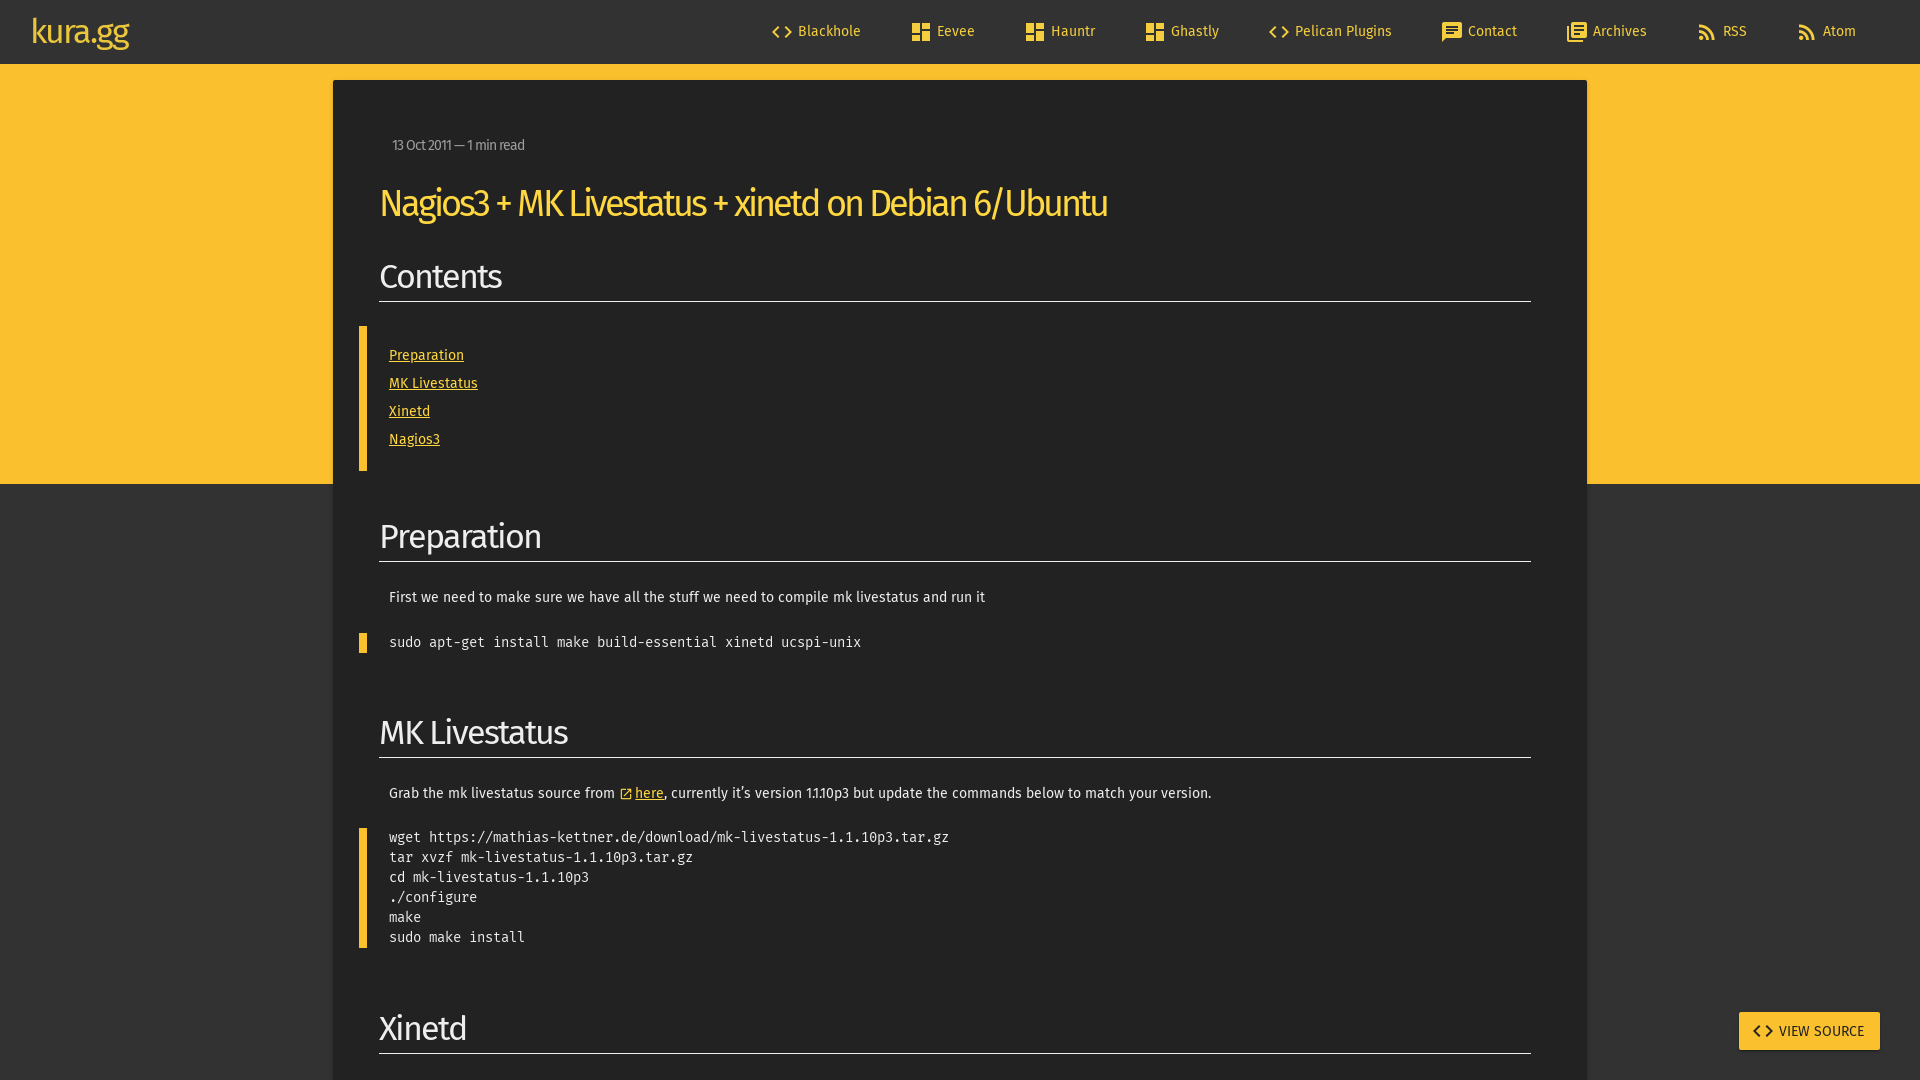 kura.gg
Blackhole
Eevee
Hauntr
Ghastly
Pelican Plugins
Contact
Archives
RSS
Atom
13 Oct 2011 — 1 min read
Nagios3 + MK Livestatus + xinetd on Debian 6/Ubuntu
Contents
Preparation
MK Livestatus
Xinetd
Nagios3
Preparation
First we need to make sure we have all the stuff we need to compile mk livestatus and run it
sudo apt-get install make build-essential xinetd ucspi-unix
MK Livestatus
Grab the mk livestatus source from here, currently it’s version 1.1.10p3 but update the commands below to match your version.
wget https://mathias-kettner.de/download/mk-livestatus-1.1.10p3.tar.gz
tar xvzf mk-livestatus-1.1.10p3.tar.gz
cd mk-livestatus-1.1.10p3
./configure
make
sudo make install
Xinetd
VIEW SOURCE